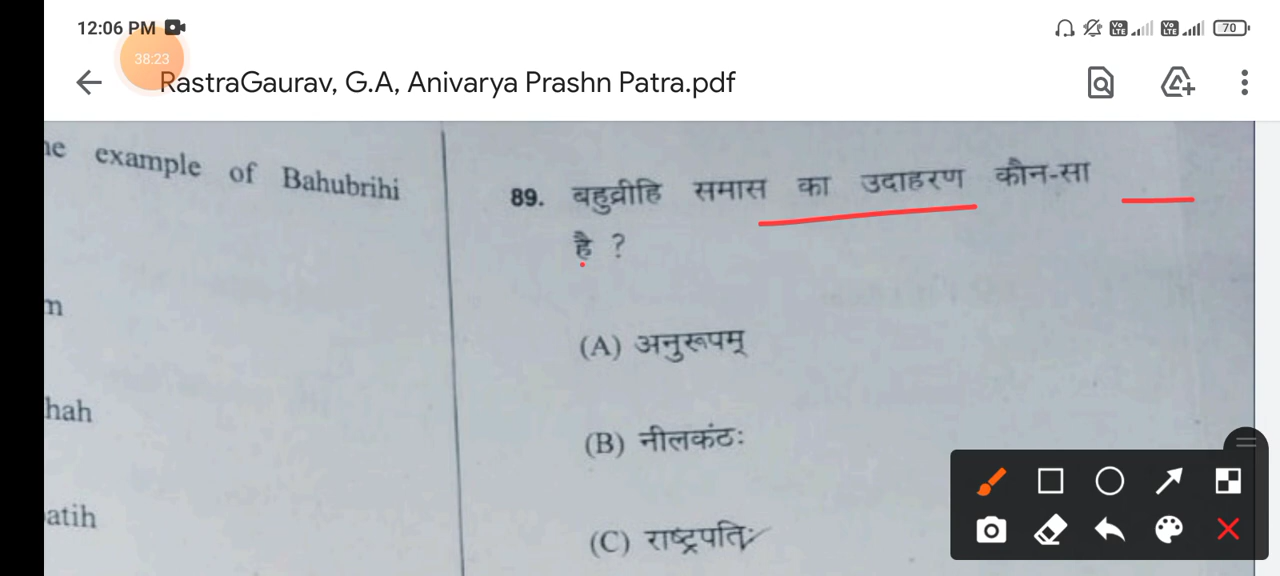 12:06 PM
38:23
70
RastraGaurav, G.A, Anivarya Prashn Patra.pdf
example of Bahubrihi
hah
atih
89. बहुव्रीहि समास का उदाहरण कौन-सा
है ?
(A) अनुरूपम्
(B) नीलकंठः
(C) राष्ट्रपतिः